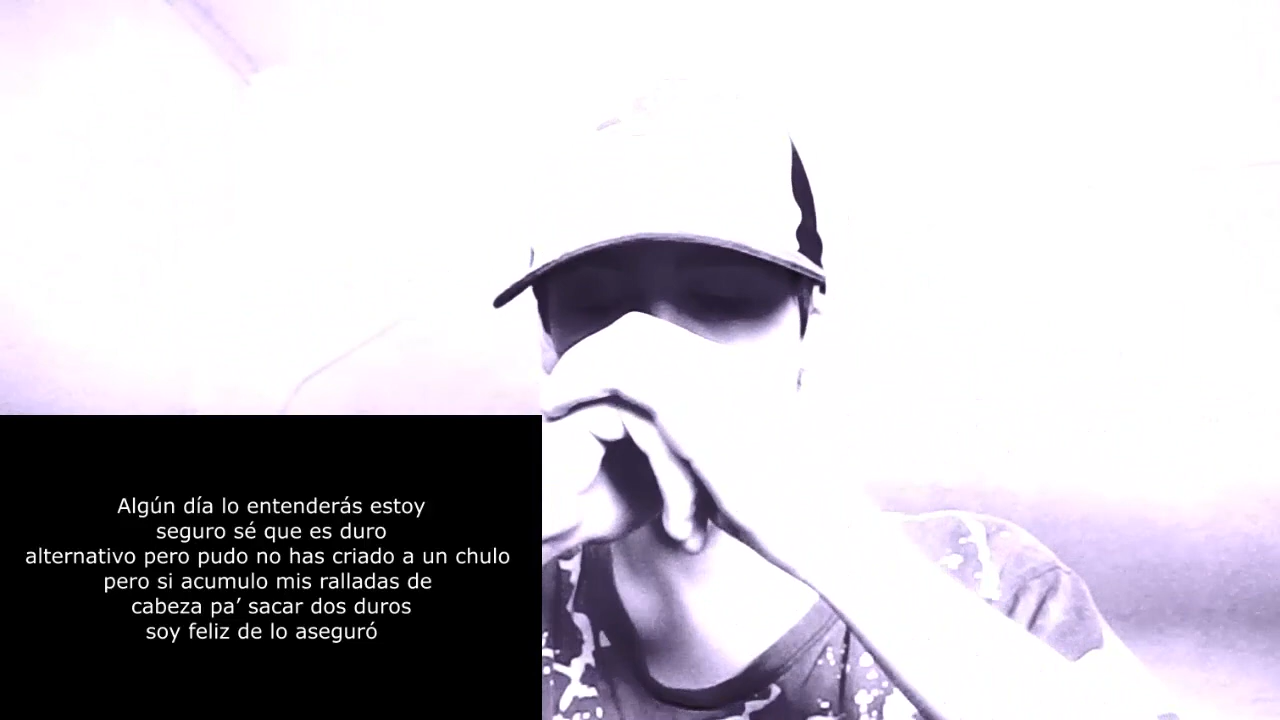 Algún día lo entenderás estoy
seguro sé que es duro
alternativo pero pudo no has criado a un chulo
pero si acumulo mis ralladas de
cabeza pa’ sacar dos duros
soy feliz de lo aseguró